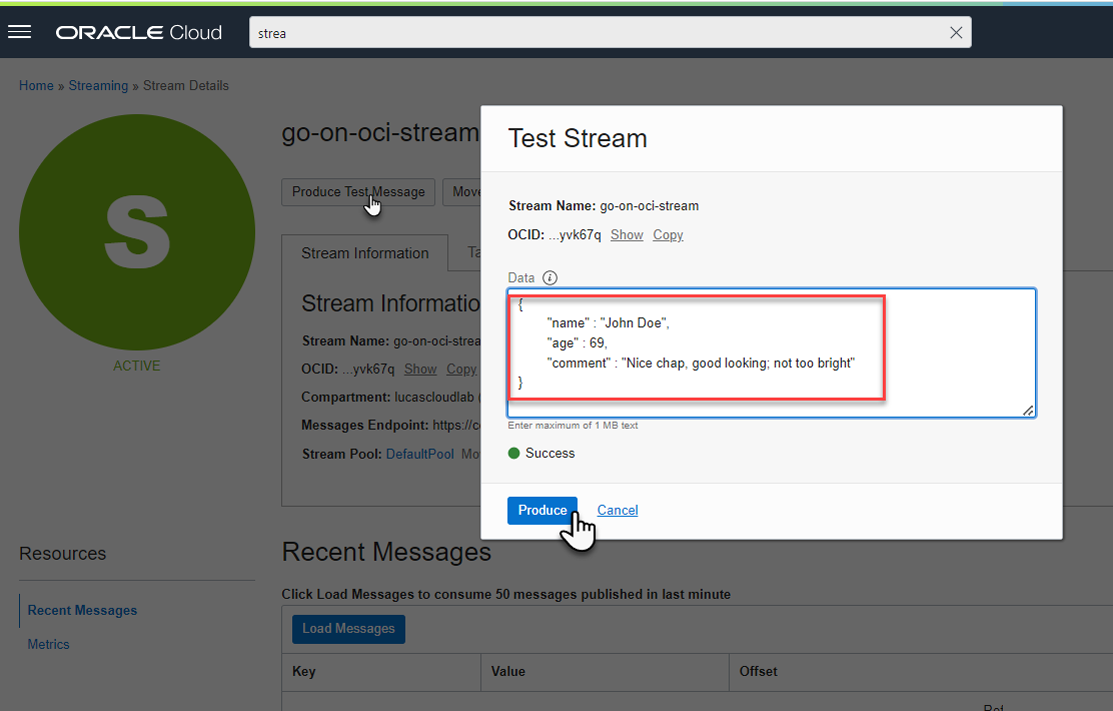 ORACLE Cloud
strea
Home » Streaming » Stream Details
S
ACTIVE
go-on-oci-stream
Produce Test Message
Move
Stream Information
Ta
Stream Informatio
Stream Name: go-on-oci-strea
OCID: ...yvk67q Show Copy
Compartment: lucascloudlab (
Messages Endpoint: https://c
Stream Pool: DefaultPool Mo
Test Stream
Stream Name: go-on-oci-stream
OCID: ...yvk67q Show Copy
Data
{
"name" : "John Doe",
"age" : 69,
"comment" : "Nice chap, good looking; not too bright"
}
Enter maximum of 1 MB text
Success
Produce Cancel
Resources
Recent Messages
Metrics
Recent Messages
Click Load Messages to consume 50 messages published in last minute
Load Messages
Key Value Offset